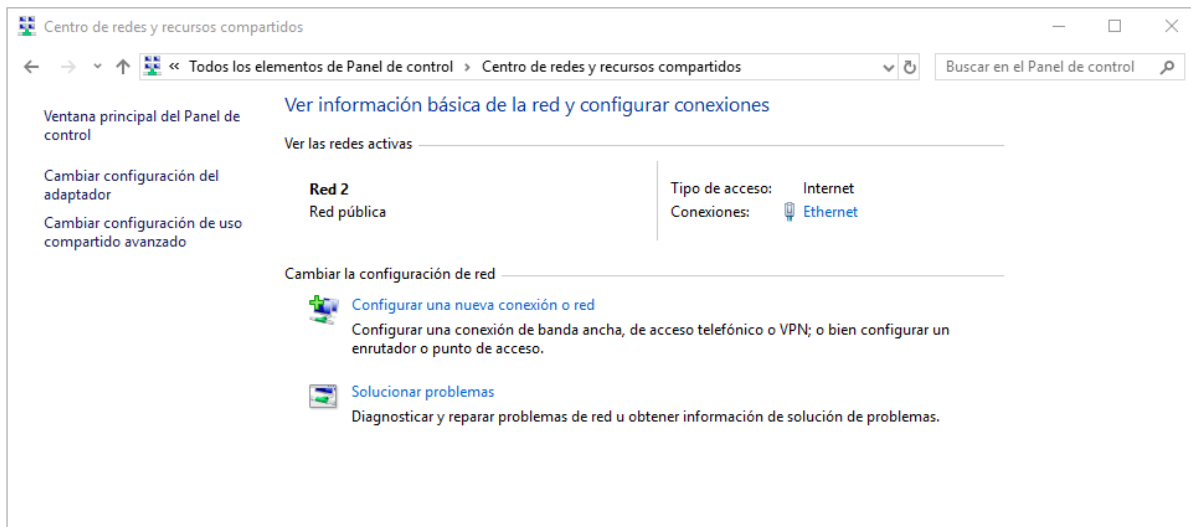 Centro de redes y recursos compartidos
« Todos los elementos de Panel de control › Centro de redes y recursos compartidos
Buscar en el Panel de control
Ventana principal del Panel de
control
Cambiar configuración del
adaptador
Cambiar configuración de uso
compartido avanzado
Ver información básica de la red y configurar conexiones
Ver las redes activas
Red 2
Red pública
Tipo de acceso: Internet
Conexiones: Ethernet
Cambiar la configuración de red
Configurar una nueva conexión o red
Configurar una conexión de banda ancha, de acceso telefónico o VPN; o bien configurar un
enrutador o punto de acceso.
Solucionar problemas
Diagnosticar y reparar problemas de red u obtener información de solución de problemas.